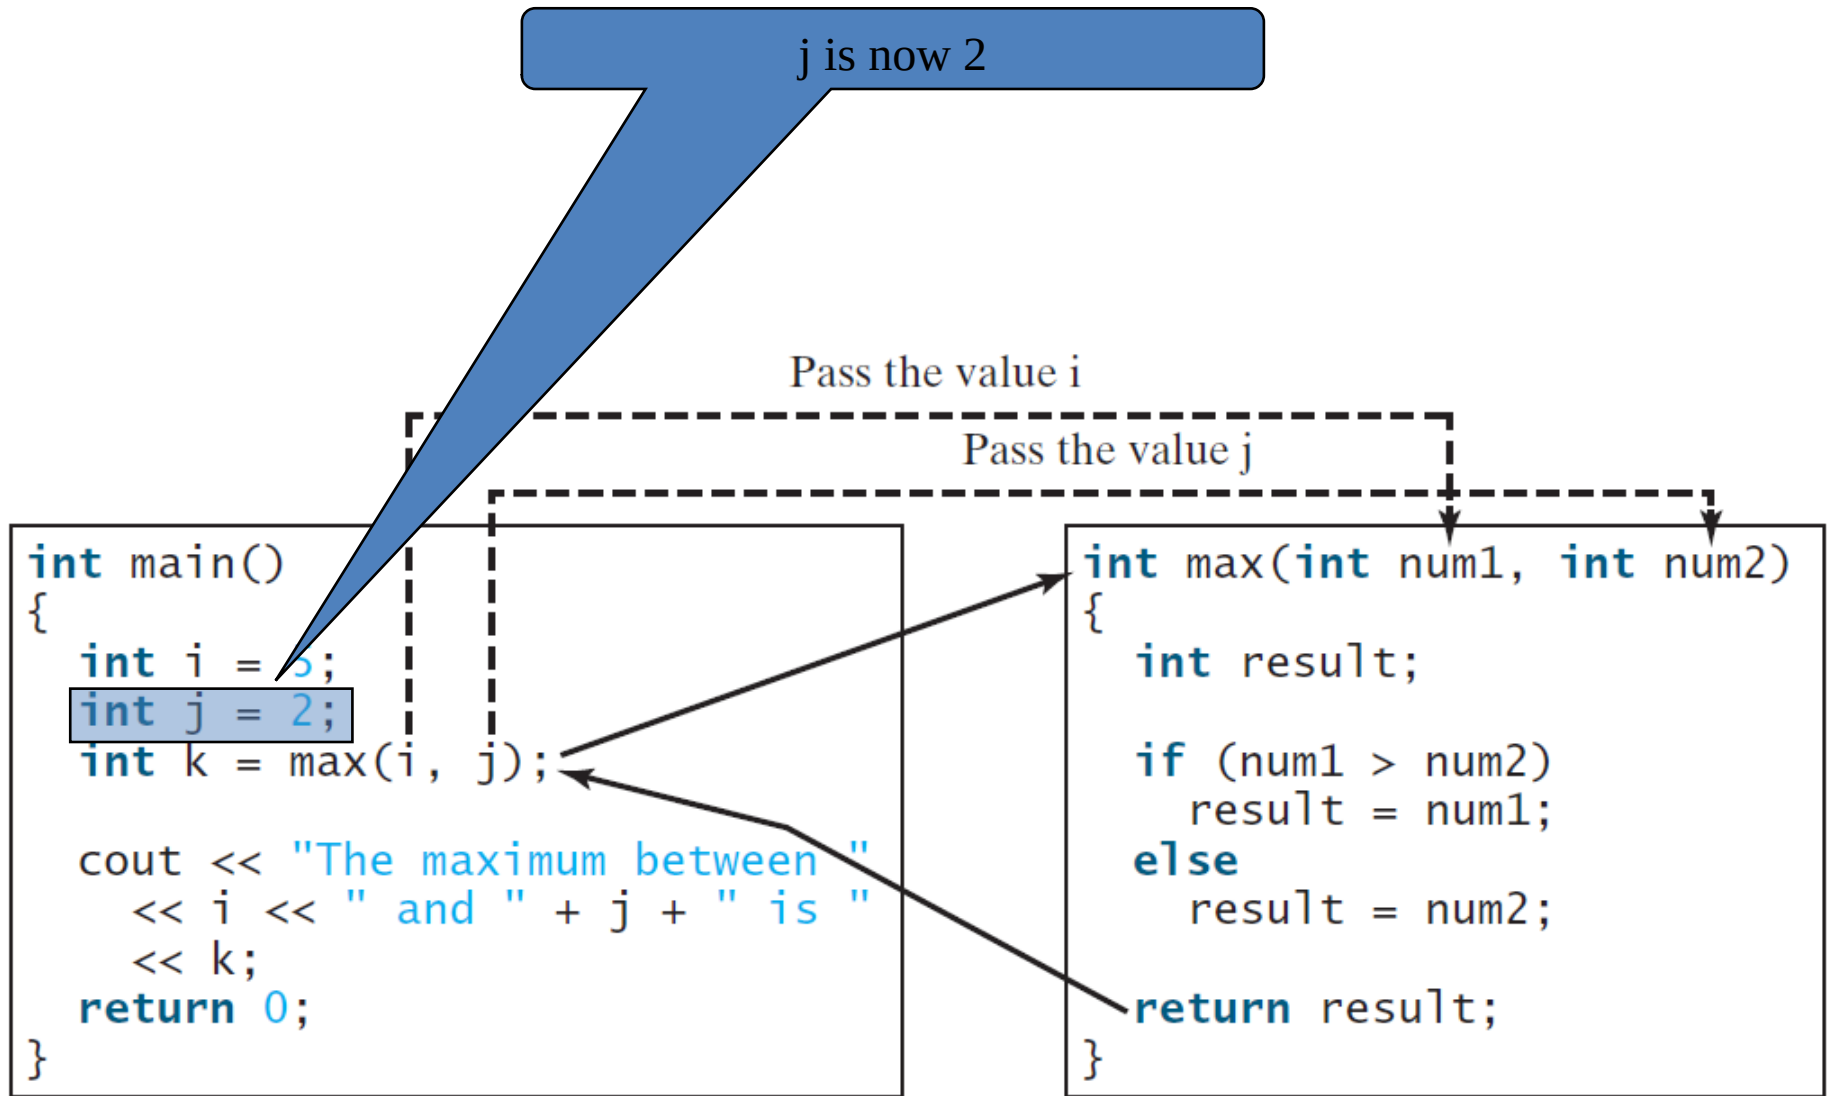 j is now 2
Pass the value i
Pass the value j
int main()
{
int i = 5;
int j = 2;
int k = max(i, j);
cout << "The maximum between "
<< i << " and " + j + " is "
<< k;
return 0;
}
int max(int num1, int num2)
{
int result;
if (num1 > num2)
result = num1;
else
result = num2;
return result;
}